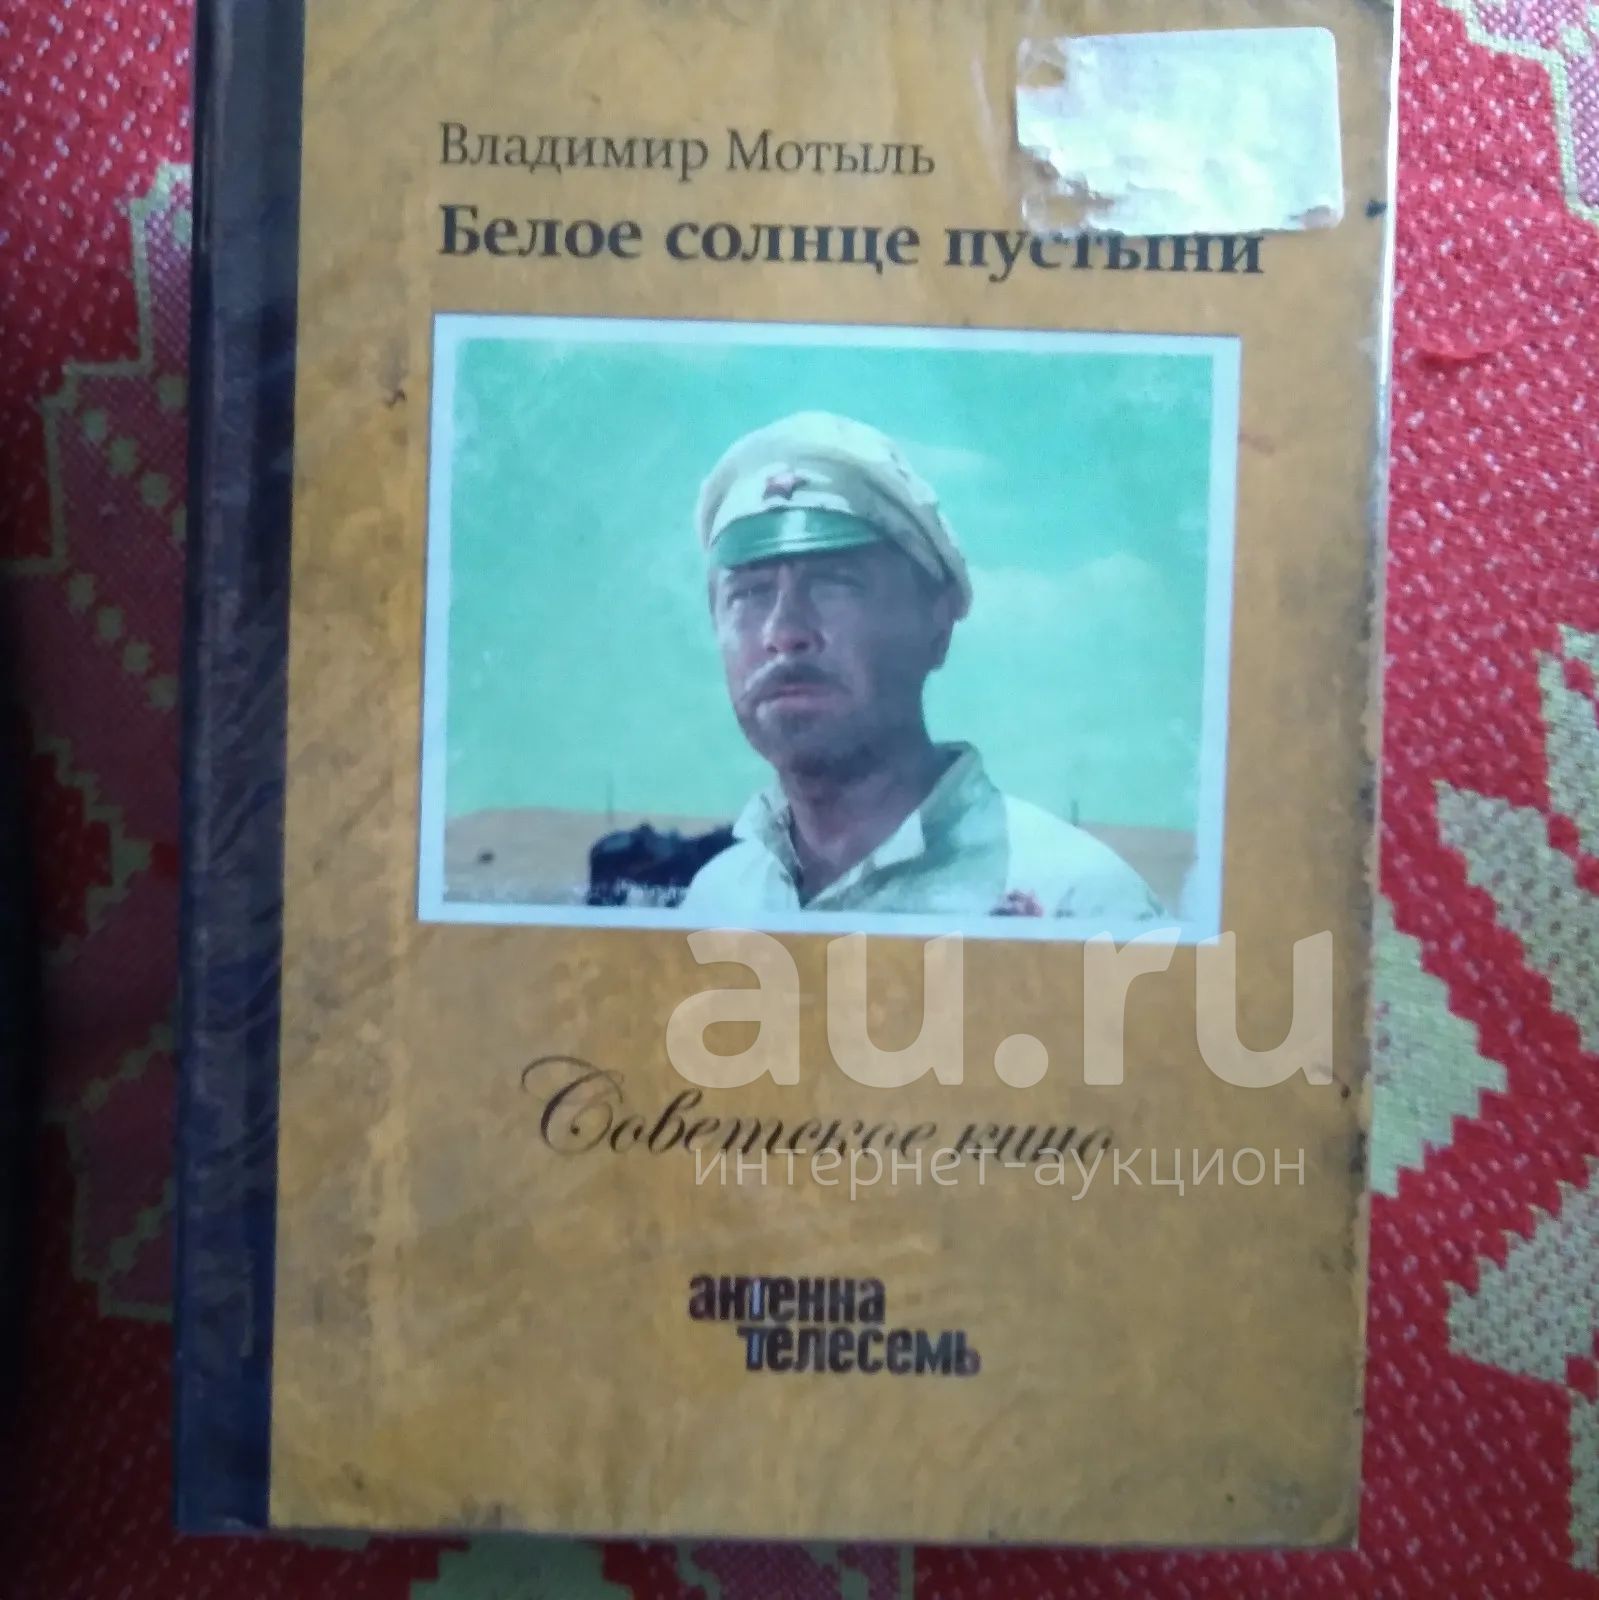 Владимир Мотыль
Белое солнце пустыни
au.ru
Советское кино
интернет-аукцион
антенна
телесемь